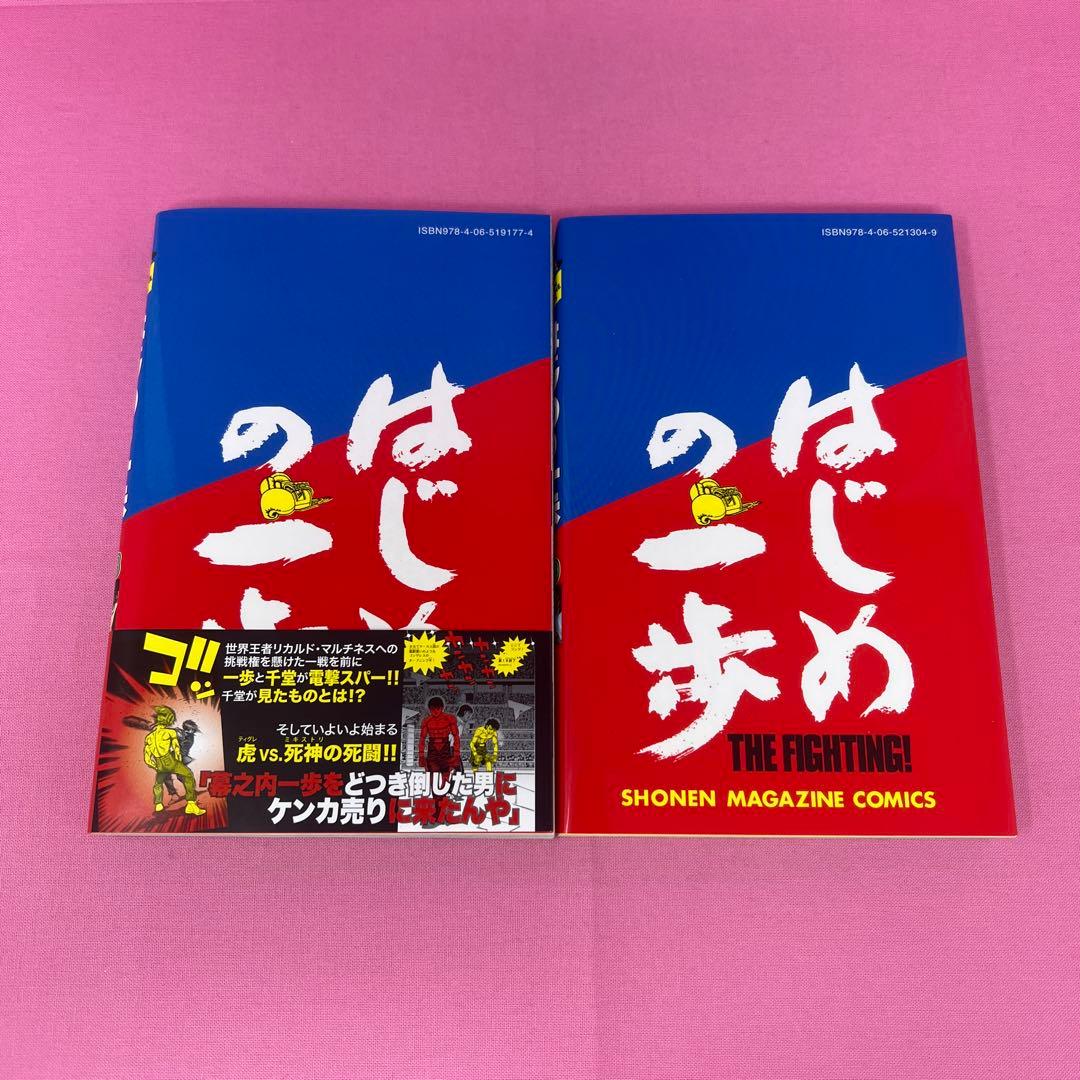 ISBN978-4-06-519177-4
はじめ
の一歩
ゴッ
世界王者リカルド・マルチネスへの
挑戦権を懸けた一戦を前に
一歩と千堂が電撃スパー!!
千堂が見たものとは!?
そしていよいよ始まる
ティグレ ミキストリ
虎vs.死神の死闘!!
「幕之内一歩をどつき倒した男に
ケンカ売りに来たんや」
ISBN978-4-06-521304-9
はじめ
の一歩
THE FIGHTING!
SHONEN MAGAZINE COMICS